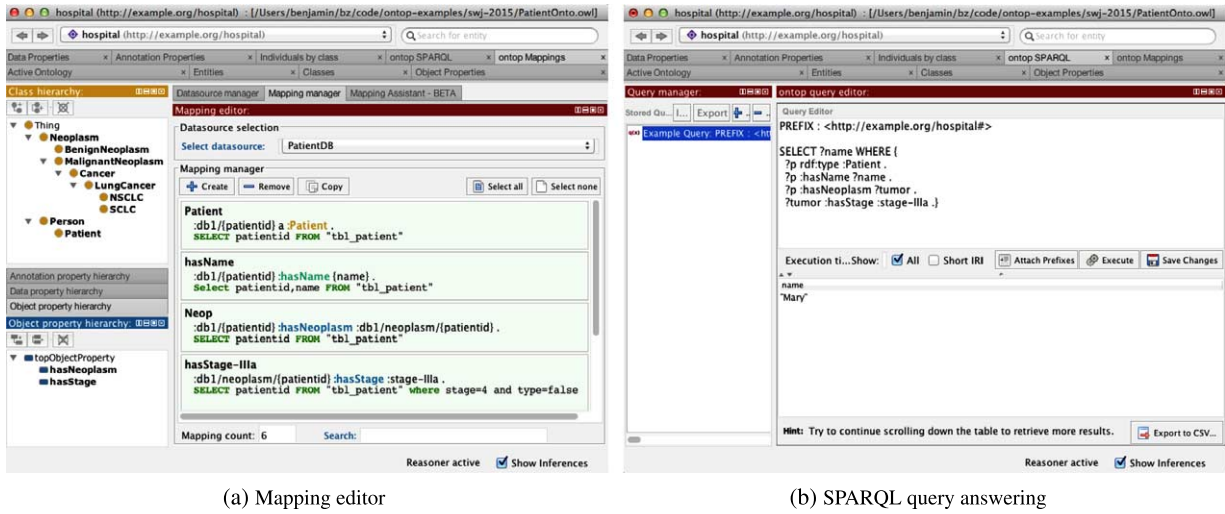 hospital (http://example.org/hospital) : [/Users/benjamin/bz/code/ontop-examples/swj-2015/PatientOnto.owl]
hospital (http://example.org/hospital)
Search for entity
Data Properties x Annotation Properties x Individuals by class x ontop SPARQL x ontop Mappings x
Active Ontology x Entities x Classes x Object Properties x
Class hierarchy:
Thing
Neoplasm
BenignNeoplasm
MalignantNeoplasm
Cancer
LungCancer
NSCLC
SCLC
Person
Patient
Annotation property hierarchy
Data property hierarchy
Object property hierarchy
Object property hierarchy:
topObjectProperty
hasNeoplasm
hasStage
Datasource manager Mapping manager Mapping Assistant - BETA
Mapping editor:
Datasource selection
Select datasource: PatientDB
Mapping manager
Create Remove Copy Select all Select none
Patient
:db1/{patientid} a :Patient .
SELECT patientid FROM "tbl_patient"
hasName
:db1/{patientid} :hasName {name} .
Select patientid,name FROM "tbl_patient"
Neop
:db1/{patientid} :hasNeoplasm :db1/neoplasm/{patientid} .
SELECT patientid FROM "tbl_patient"
hasStage-IIIa
:db1/neoplasm/{patientid} :hasStage :stage-IIIa .
SELECT patientid FROM "tbl_patient" where stage=4 and type=false
Mapping count: 6 Search:
Reasoner active Show Inferences
(a) Mapping editor
hospital (http://example.org/hospital) : [/Users/benjamin/bz/code/ontop-examples/swj-2015/PatientOnto.owl]
hospital (http://example.org/hospital)
Search for entity
Data Properties x Annotation Properties x Individuals by class x ontop SPARQL x ontop Mappings x
Active Ontology x Entities x Classes x Object Properties x
Query manager:
Stored Qu... I... Export
Example Query: PREFIX : <htt
ontop query editor:
Query Editor
PREFIX : <http://example.org/hospital#>
SELECT ?name WHERE {
?p rdf:type :Patient .
?p :hasName ?name .
?p :hasNeoplasm ?tumor .
?tumor :hasStage :stage-IIIa .}
Execution ti...Show: All Short IRI Attach Prefixes Execute Save Changes
name
"Mary"
Hint: Try to continue scrolling down the table to retrieve more results. Export to CSV...
Reasoner active Show Inferences
(b) SPARQL query answering